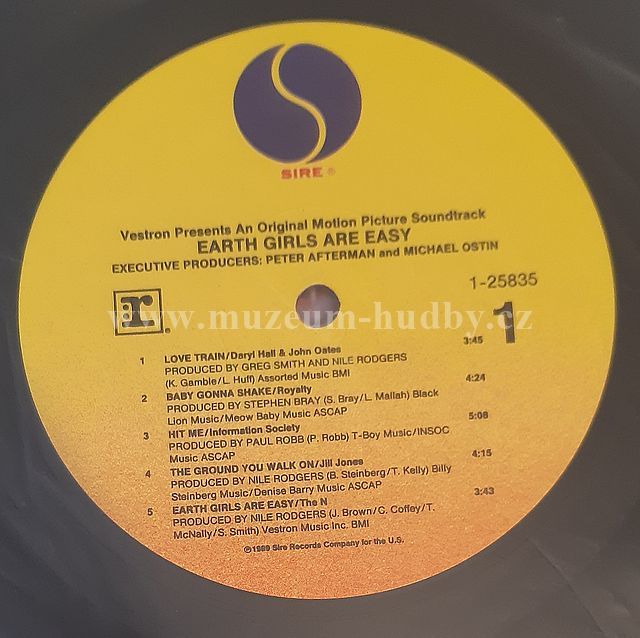 SIRE®
Vestron Presents An Original Motion Picture Soundtrack
EARTH GIRLS ARE EASY
EXECUTIVE PRODUCERS: PETER AFTERMAN and MICHAEL OSTIN
1-25835
r®
www.muzeum-hudby.cz
1
1 LOVE TRAIN/Daryl Hall & John Oates 3:45
PRODUCED BY GREG SMITH AND NILE RODGERS
(K. Gamble/L. Huff) Assorted Music BMI
2 BABY GONNA SHAKE/Royalty 4:24
PRODUCED BY STEPHEN BRAY (S. Bray/L. Mallah) Black
Lion Music/Meow Baby Music ASCAP
3 HIT ME/Information Society 5:08
PRODUCED BY PAUL ROBB (P. Robb) T-Boy Music/INSOC
Music ASCAP
4 THE GROUND YOU WALK ON/Jill Jones 4:15
PRODUCED BY NILE RODGERS (B. Steinberg/T. Kelly) Billy
Steinberg Music/Denise Barry Music ASCAP
5 EARTH GIRLS ARE EASY/The N 3:43
PRODUCED BY NILE RODGERS (J. Brown/C. Coffey/T.
McNally/S. Smith) Vestron Music Inc. BMI
℗1989 Sire Records Company for the U.S.